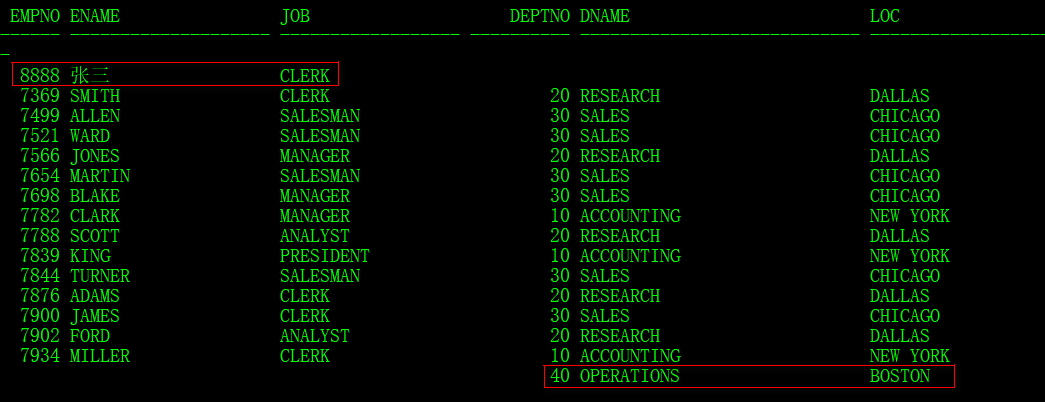 EMPNO ENAME                JOB                    DEPTNO DNAME                        LOC
------ -------------------- ------------------ ---------- ---------------------------- ------------------
-
  8888 张三                 CLERK
  7369 SMITH                CLERK                      20 RESEARCH                     DALLAS
  7499 ALLEN                SALESMAN                   30 SALES                        CHICAGO
  7521 WARD                 SALESMAN                   30 SALES                        CHICAGO
  7566 JONES                MANAGER                    20 RESEARCH                     DALLAS
  7654 MARTIN               SALESMAN                   30 SALES                        CHICAGO
  7698 BLAKE                MANAGER                    30 SALES                        CHICAGO
  7782 CLARK                MANAGER                    10 ACCOUNTING                   NEW YORK
  7788 SCOTT                ANALYST                    20 RESEARCH                     DALLAS
  7839 KING                 PRESIDENT                  10 ACCOUNTING                   NEW YORK
  7844 TURNER               SALESMAN                   30 SALES                        CHICAGO
  7876 ADAMS                CLERK                      20 RESEARCH                     DALLAS
  7900 JAMES                CLERK                      30 SALES                        CHICAGO
  7902 FORD                 ANALYST                    20 RESEARCH                     DALLAS
  7934 MILLER               CLERK                      10 ACCOUNTING                   NEW YORK
                                                       40 OPERATIONS                   BOSTON